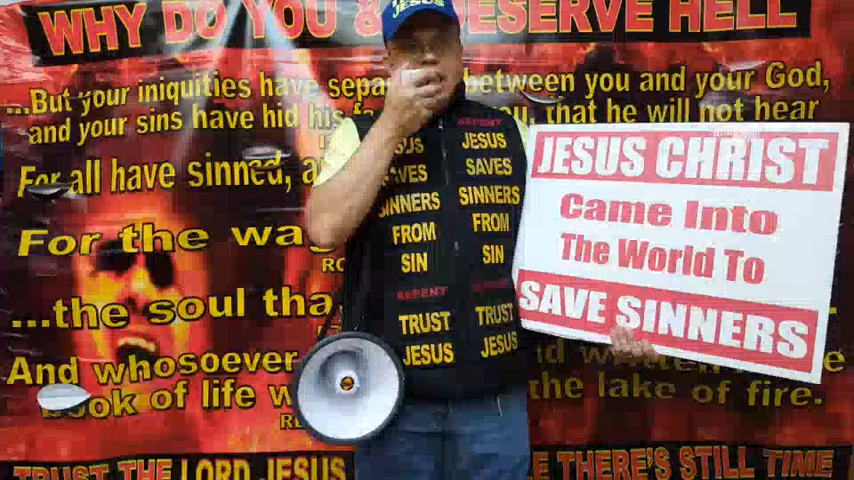 WHY DO YOU & I DESERVE HELL
JESUS
...But your iniquities have sepa between you and your God,
and your sins have hid his fa ou, that he will not hear
For all have sinned, a
For the wa
...the soul tha
And whosoever
book of life w
the lake of fire.
TRUST THE LORD JESUS
E THERE'S STILL TIME
REPENT
JESUS
SAVES
SINNERS
FROM
SIN
REPENT
TRUST
JESUS
REPENT
JESUS
SAVES
SINNERS
FROM
SIN
REPENT
TRUST
JESUS
JESUS CHRIST
Came Into
The World To
SAVE SINNERS